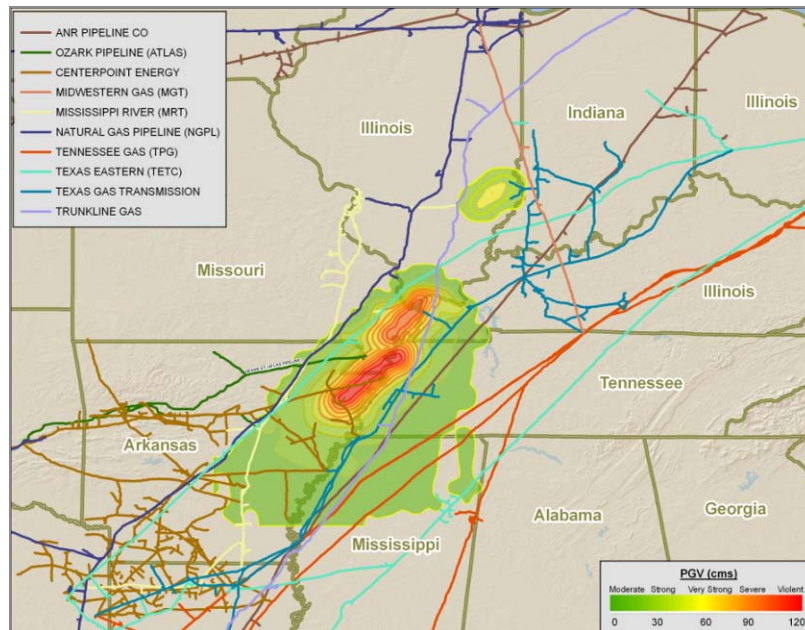 ANR PIPELINE CO
OZARK PIPELINE (ATLAS)
CENTERPOINT ENERGY
MIDWESTERN GAS (MGT)
MISSISSIPPI RIVER (MRT)
NATURAL GAS PIPELINE (NGPL)
TENNESSEE GAS (TPG)
TEXAS EASTERN (TETC)
TEXAS GAS TRANSMISSION
TRUNKLINE GAS
Illinois
Indiana
Illinois
Missouri
Illinois
Tennessee
Arkansas
Mississippi
Alabama
Georgia
PGV (cms)
Moderate Strong Very Strong Severe Violent
0 30 60 90 120